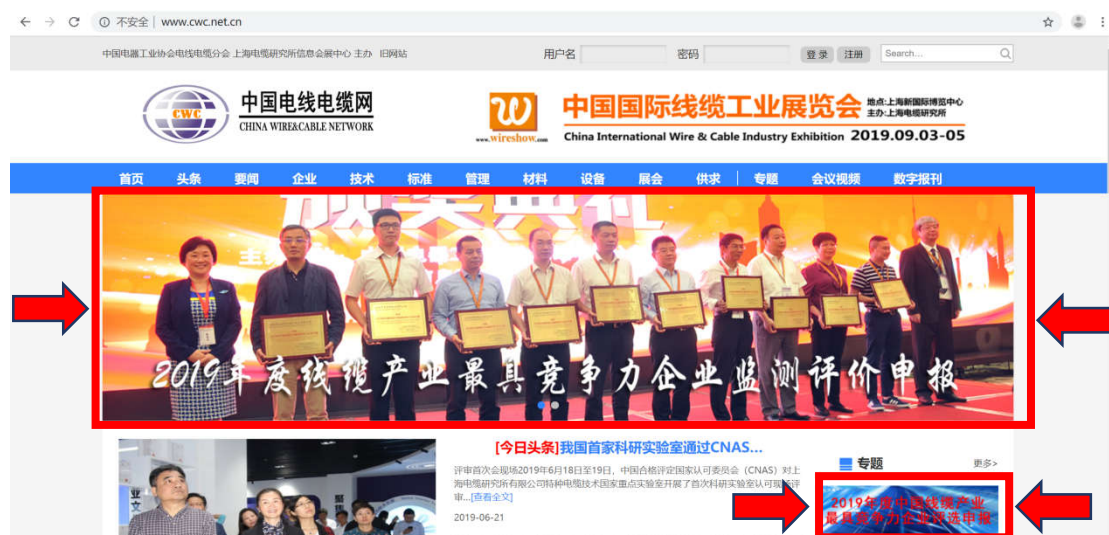 不安全 | www.cwc.net.cn
中国电器工业协会电线电缆分会 上海电缆研究所信息会展中心 主办 旧网站
用户名
密码
登录
注册
Search...
CWC
中国电线电缆网
CHINA WIRE&CABLE NETWORK
www.wireshow.com
中国国际线缆工业展览会
地点:上海新国际博览中心
主办:上海电缆研究所
China International Wire & Cable Industry Exhibition 2019.09.03-05
首页 头条 要闻 企业 技术 标准 管理 材料 设备 展会 供求 | 专题 会议视频 数字报刊
颁奖典礼
2019年度线缆产业最具竞争力企业监测评价申报
[今日头条]我国首家科研实验室通过CNAS...
评审首次会现场2019年6月18日至19日，中国合格评定国家认可委员会（CNAS）对上
海电缆研究所有限公司特种电缆技术国家重点实验室开展了首次科研实验室认可现场评
审...[查看全文]
2019-06-21
专题
更多>
2019年度中国线缆产业
最具竞争力企业评选申报